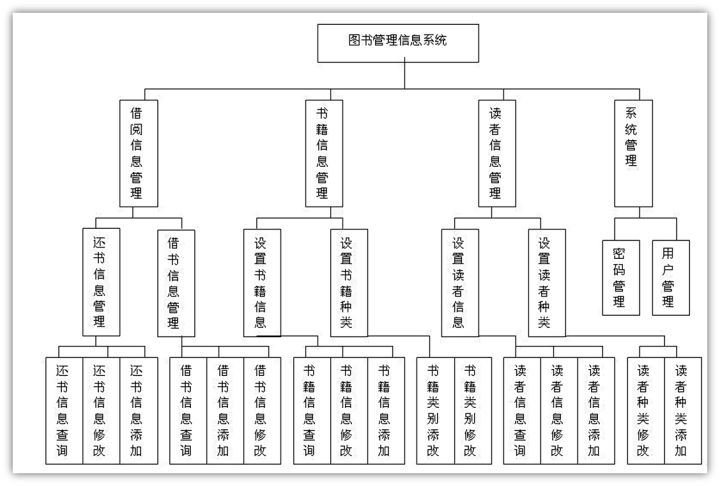 图书管理信息系统
借阅信息管理
书籍信息管理
读者信息管理
系统管理
还书信息管理
借书信息管理
设置书籍信息
设置书籍种类
设置读者信息
设置读者种类
密码管理
用户管理
还书信息查询
还书信息修改
还书信息添加
借书信息查询
借书信息添加
借书信息修改
书籍信息查询
书籍信息修改
书籍信息添加
书籍类别添改
书籍类别修改
读者信息查询
读者信息修改
读者信息添加
读者种类修改
读者种类添加